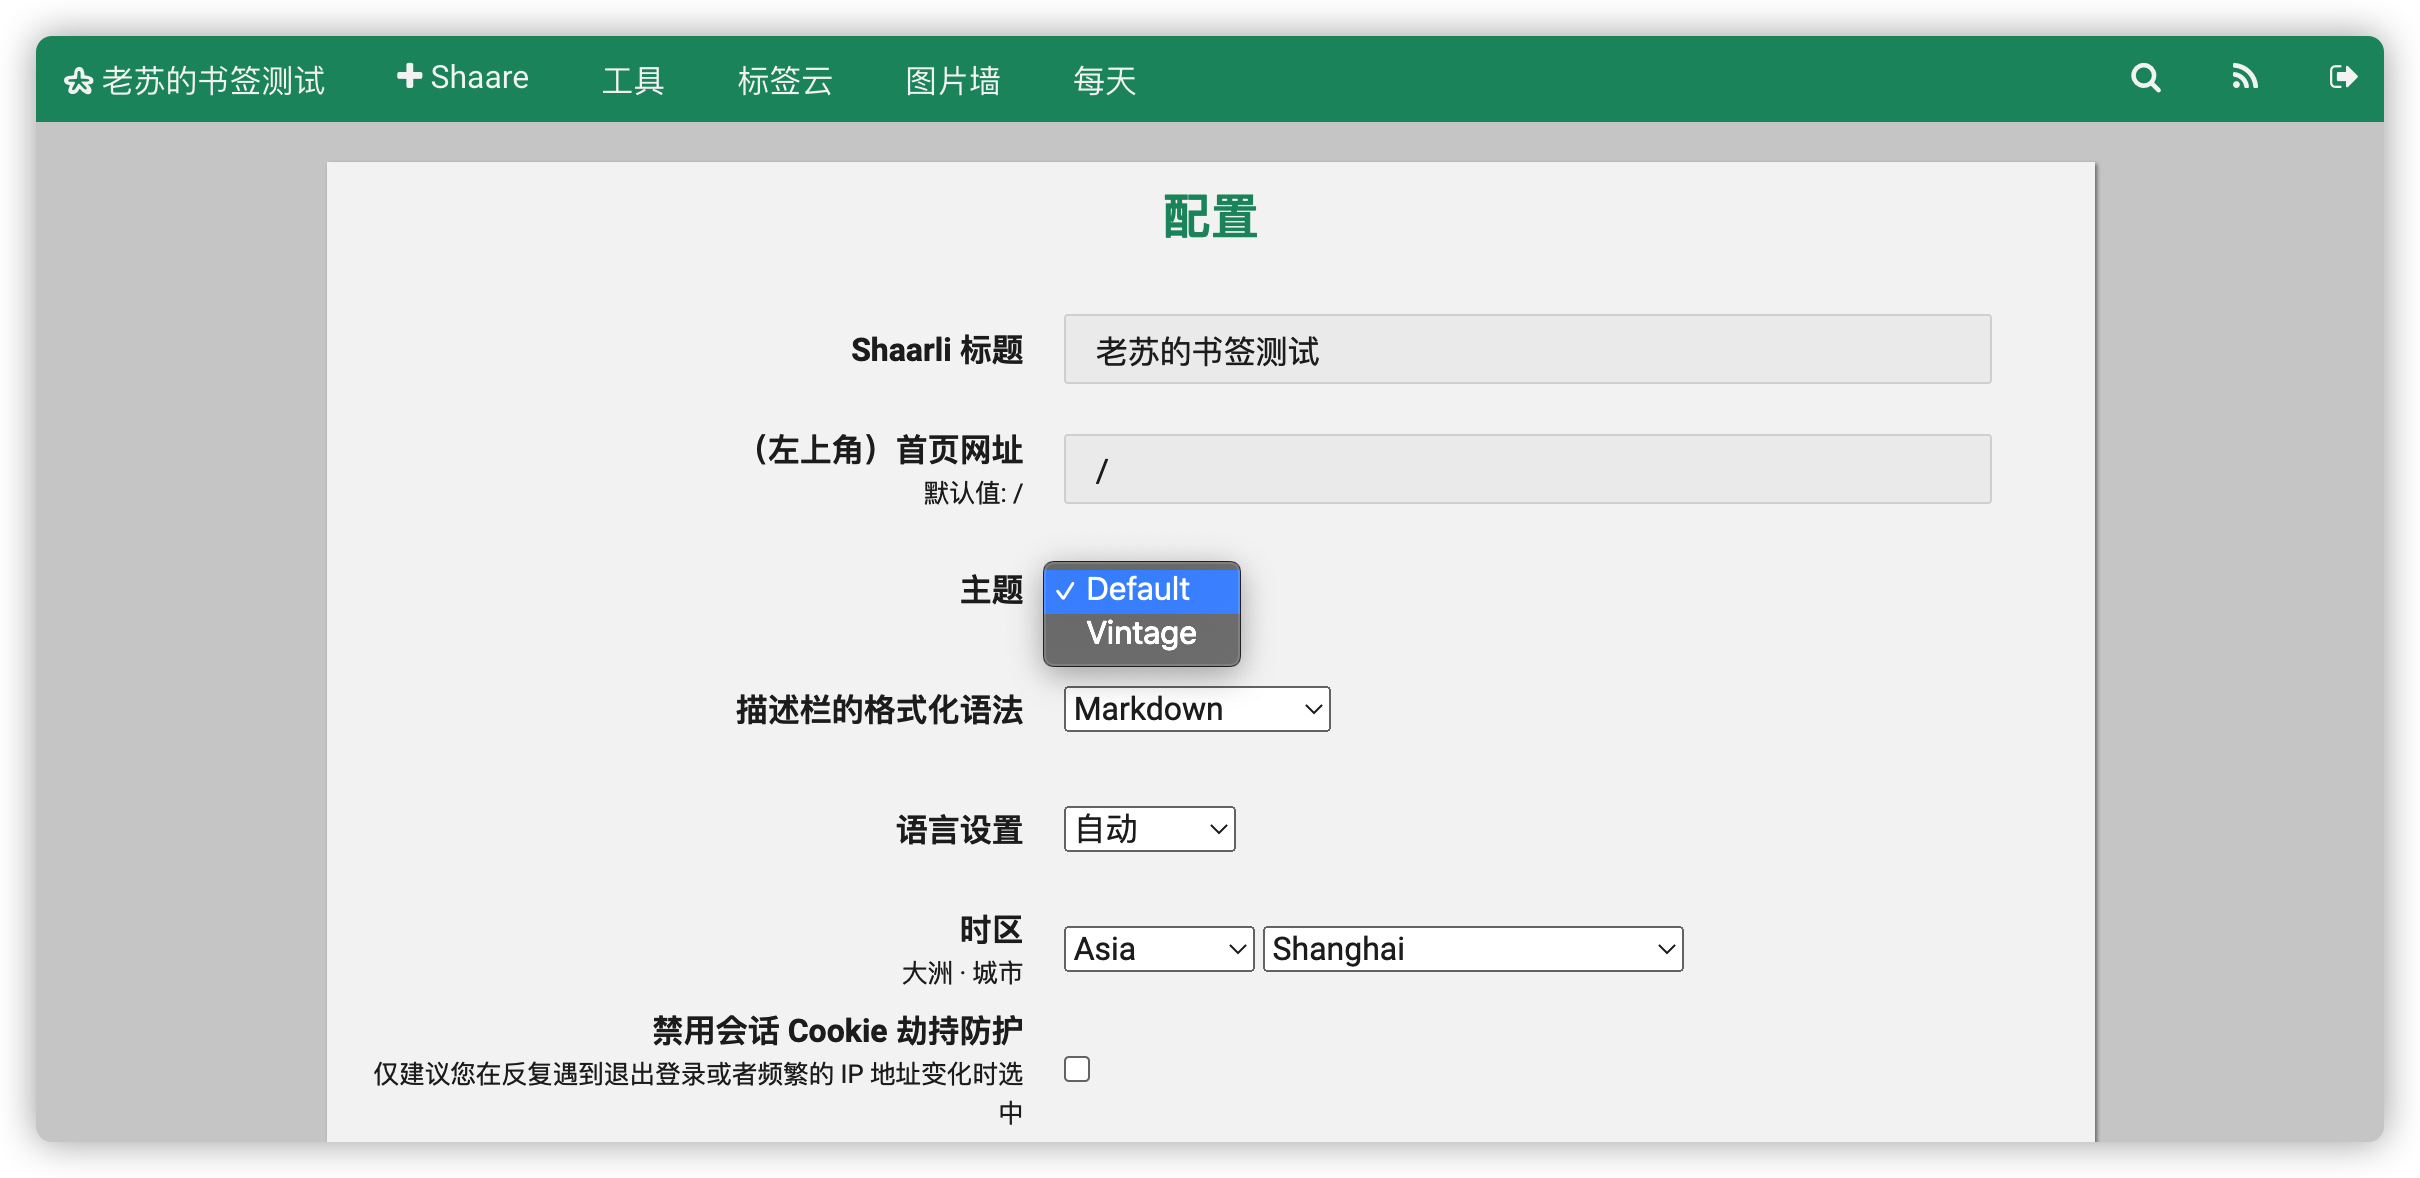 老苏的书签测试 Shaare 工具 标签云 图片墙 每天
配置
Shaarli 标题 老苏的书签测试
（左上角）首页网址 /
默认值: /
主题 ✓ Default
Vintage
描述栏的格式化语法 Markdown
语言设置 自动
时区 Asia Shanghai
大洲 · 城市
禁用会话 Cookie 劫持防护
仅建议您在反复遇到退出登录或者频繁的 IP 地址变化时选
中